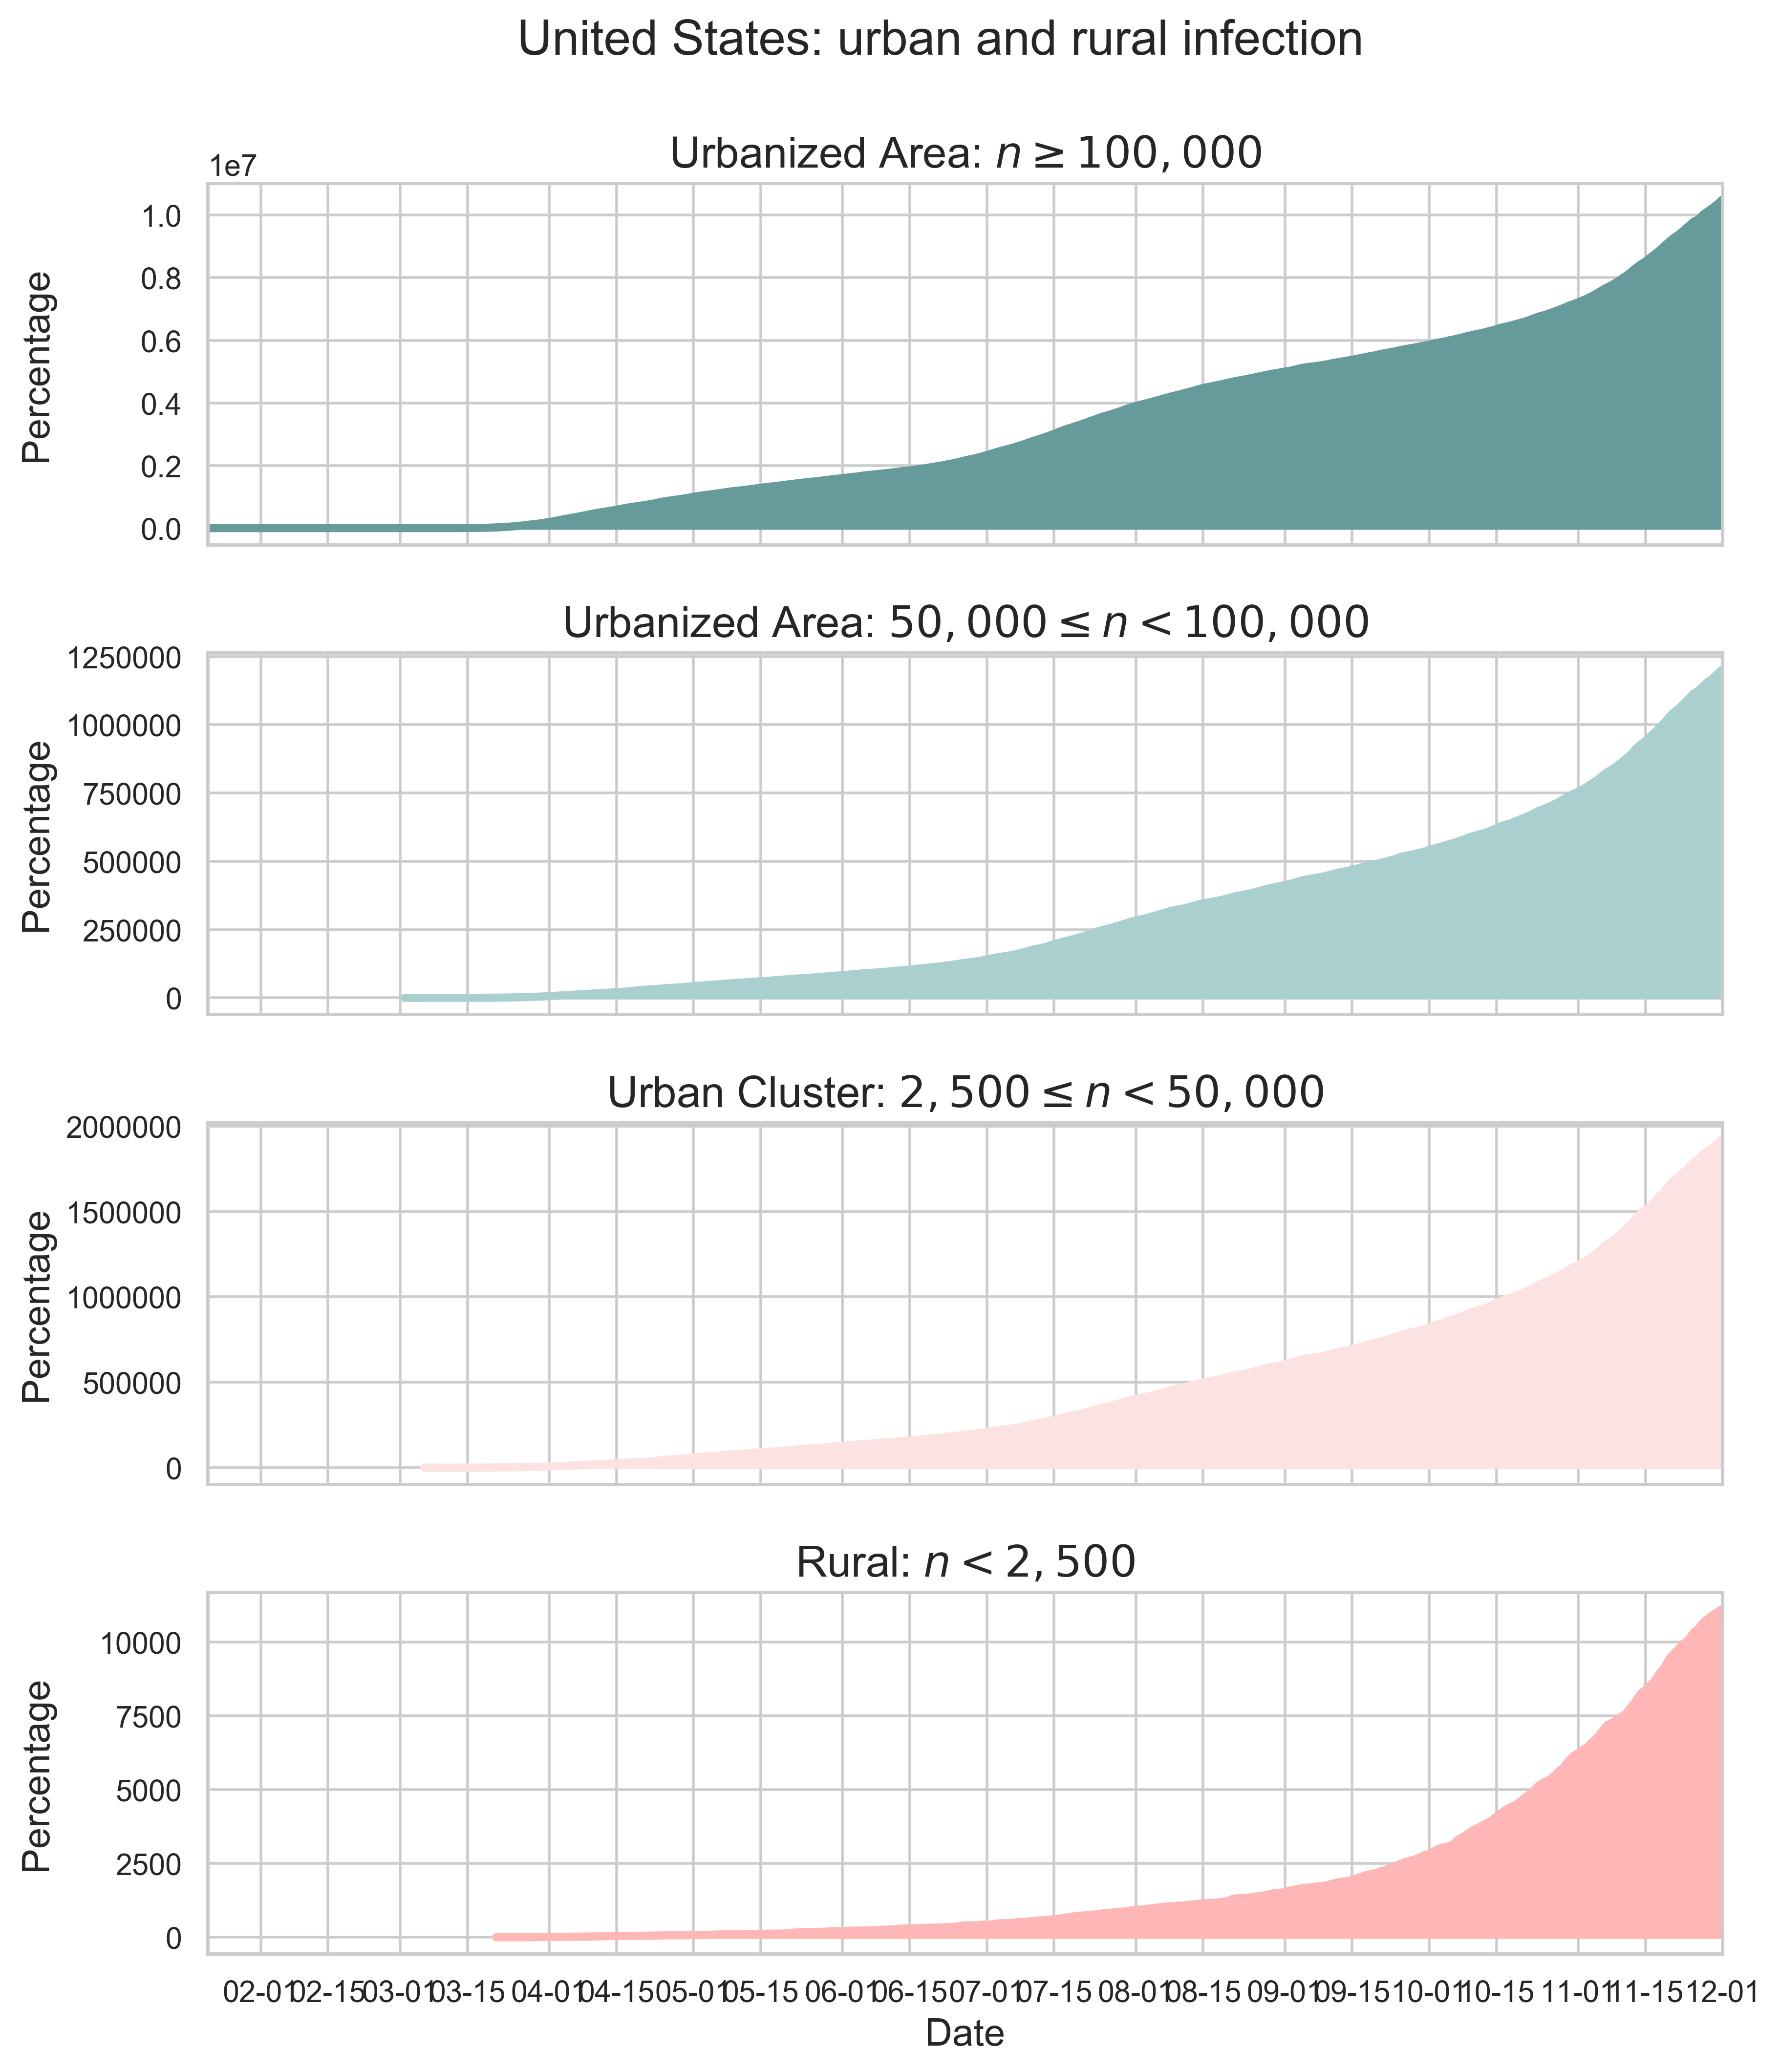 United States: urban and rural infection
Urbanized Area: n ≥ 100, 000
1e7
1.0
0.8
0.6
0.4
0.2
0.0
Percentage
Urbanized Area: 50, 000 ≤ n < 100, 000
1250000
1000000
750000
500000
250000
0
Percentage
Urban Cluster: 2, 500 ≤ n < 50, 000
2000000
1500000
1000000
500000
0
Percentage
Rural: n < 2, 500
10000
7500
5000
2500
0
Percentage
02-01 02-15 03-01 03-15 04-01 04-15 05-01 05-15 06-01 06-15 07-01 07-15 08-01 08-15 09-01 09-15 10-01 10-15 11-01 11-15 12-01
Date